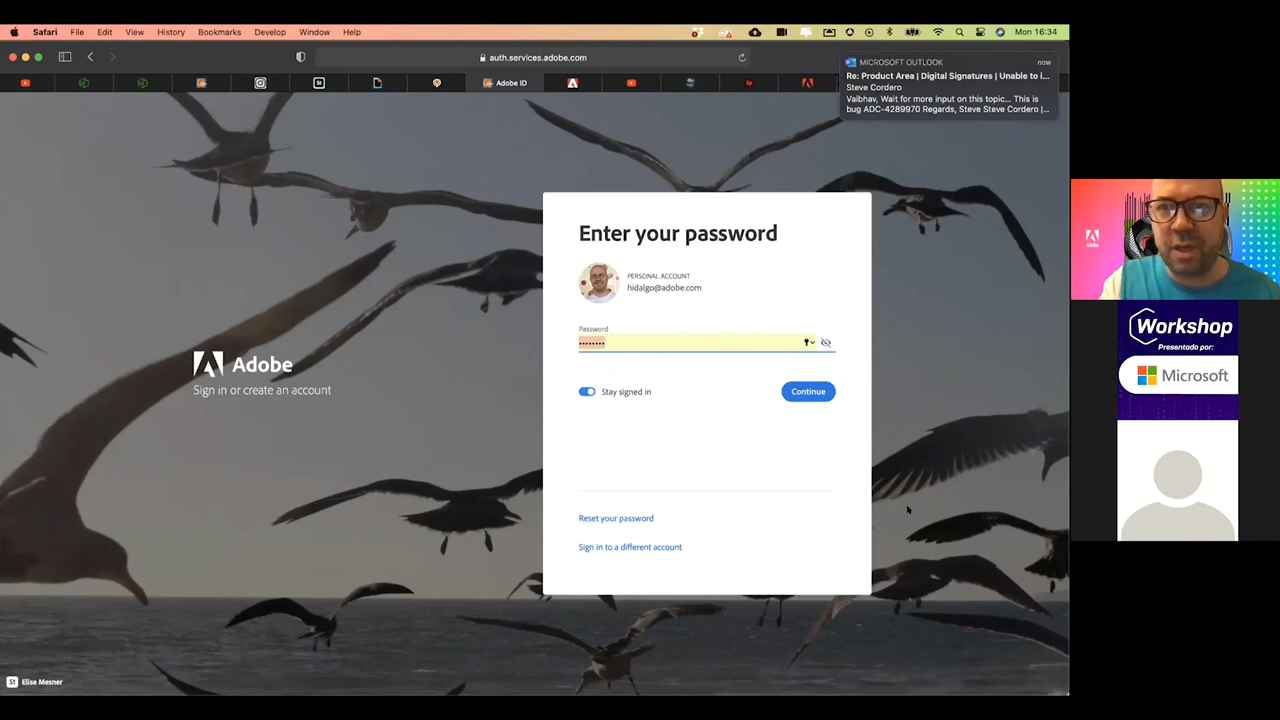 Safari File Edit View History Bookmarks Develop Window Help
Mon 16:34
auth.services.adobe.com
Adobe ID
MICROSOFT OUTLOOK
now
Re: Product Area | Digital Signatures | Unable to i...
Steve Cordero
Vaibhav, Wait for more input on this topic... This is
bug ADC-4289970 Regards, Steve Steve Cordero |...
Enter your password
PERSONAL ACCOUNT
hidalgo@adobe.com
Password
••••••••
Stay signed in
Continue
Reset your password
Sign in to a different account
Adobe
Sign in or create an account
St Elise Mesner
Adobe
Workshop
Presentado por:
Microsoft